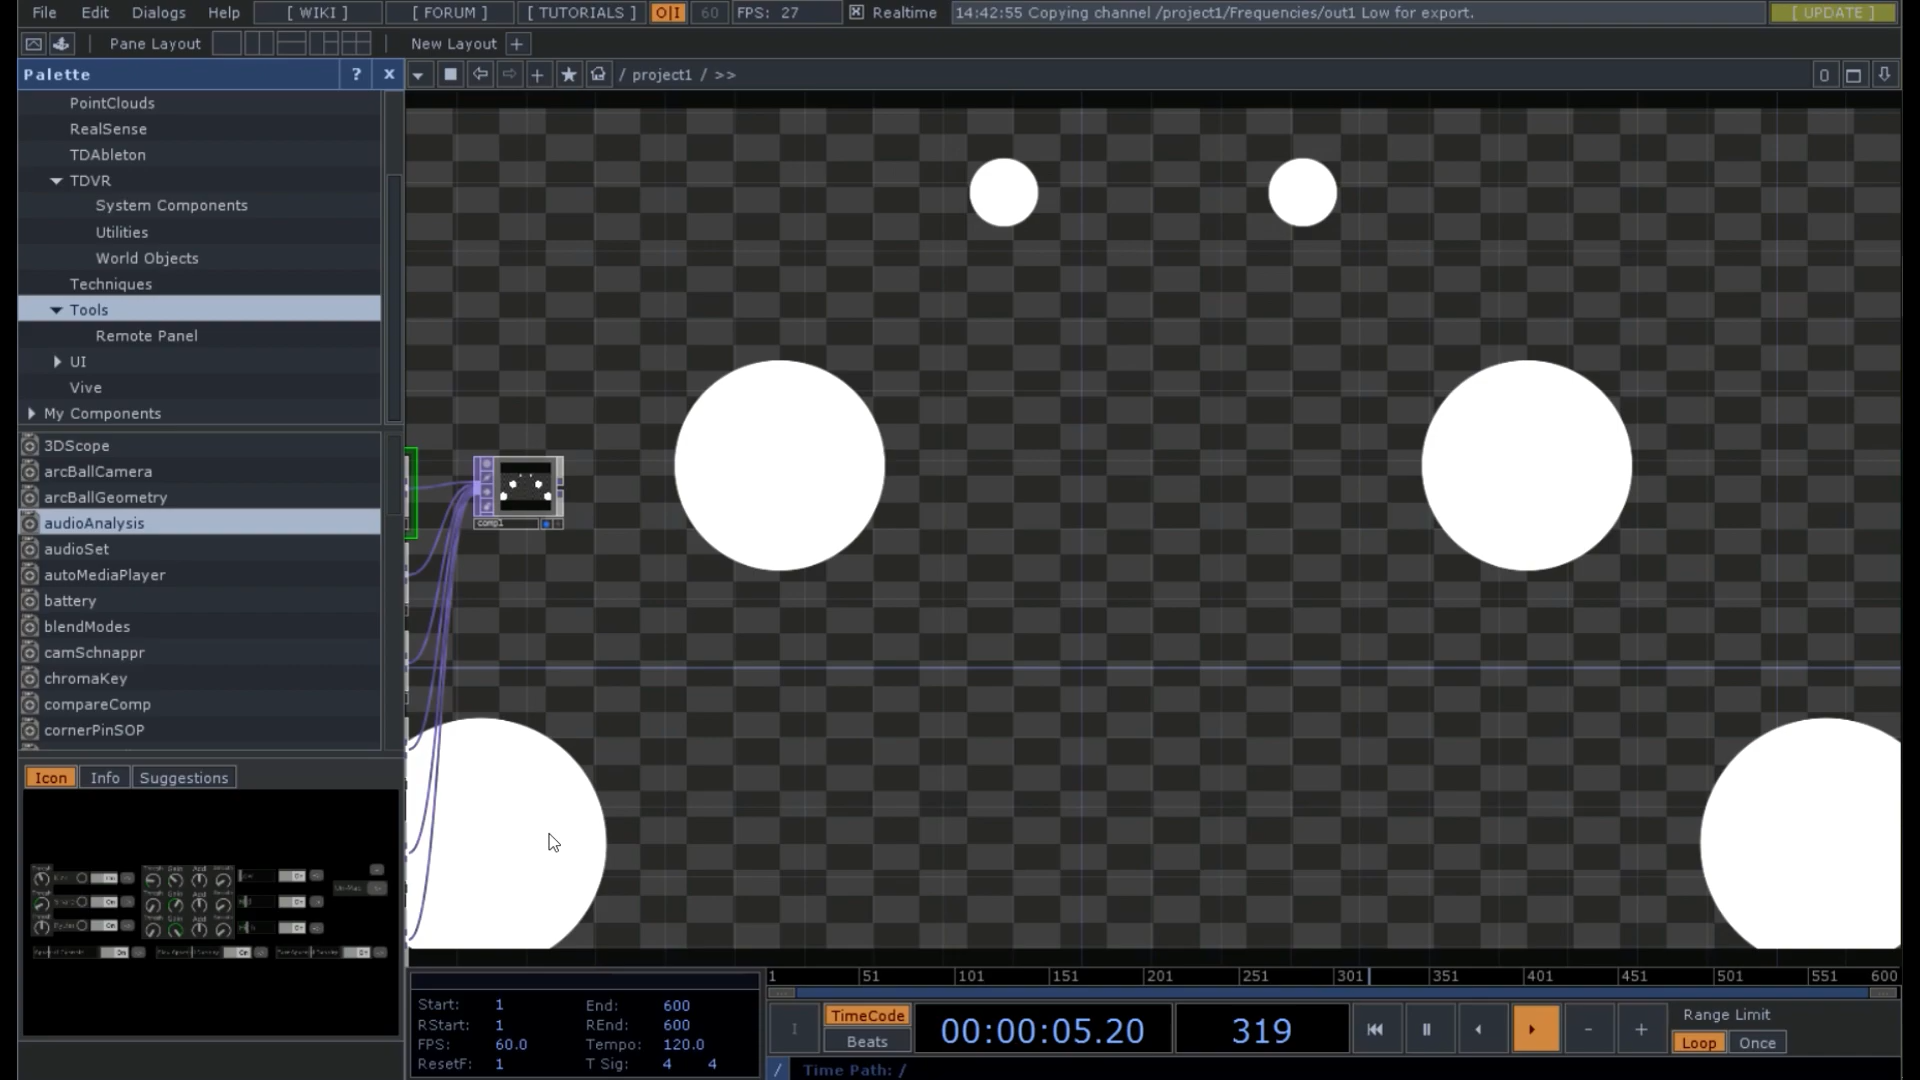 File Edit Dialogs Help [ WIKI ] [ FORUM ] [ TUTORIALS ] O|I 60 FPS: 27 Realtime 14:42:55 Copying channel /project1/Frequencies/out1 Low for export. [ UPDATE ]
Pane Layout New Layout +
Palette ? x / project1 / >> 0
PointClouds
RealSense
TDAbleton
TDVR
System Components
Utilities
World Objects
Techniques
Tools
Remote Panel
UI
Vive
My Components
3DScope
arcBallCamera
arcBallGeometry
audioAnalysis
comp1
audioSet
autoMediaPlayer
battery
blendModes
camSchnappr
chromaKey
compareComp
cornerPinSOP
Icon Info Suggestions
1 51 101 151 201 251 301 351 401 451 501 551 600
Start: 1 End: 600
RStart: 1 REnd: 600
FPS: 60.0 Tempo: 120.0
ResetF: 1 T Sig: 4 4
I TimeCode Beats 00:00:05.20 319 - + Range Limit
Loop Once
/ Time Path: /